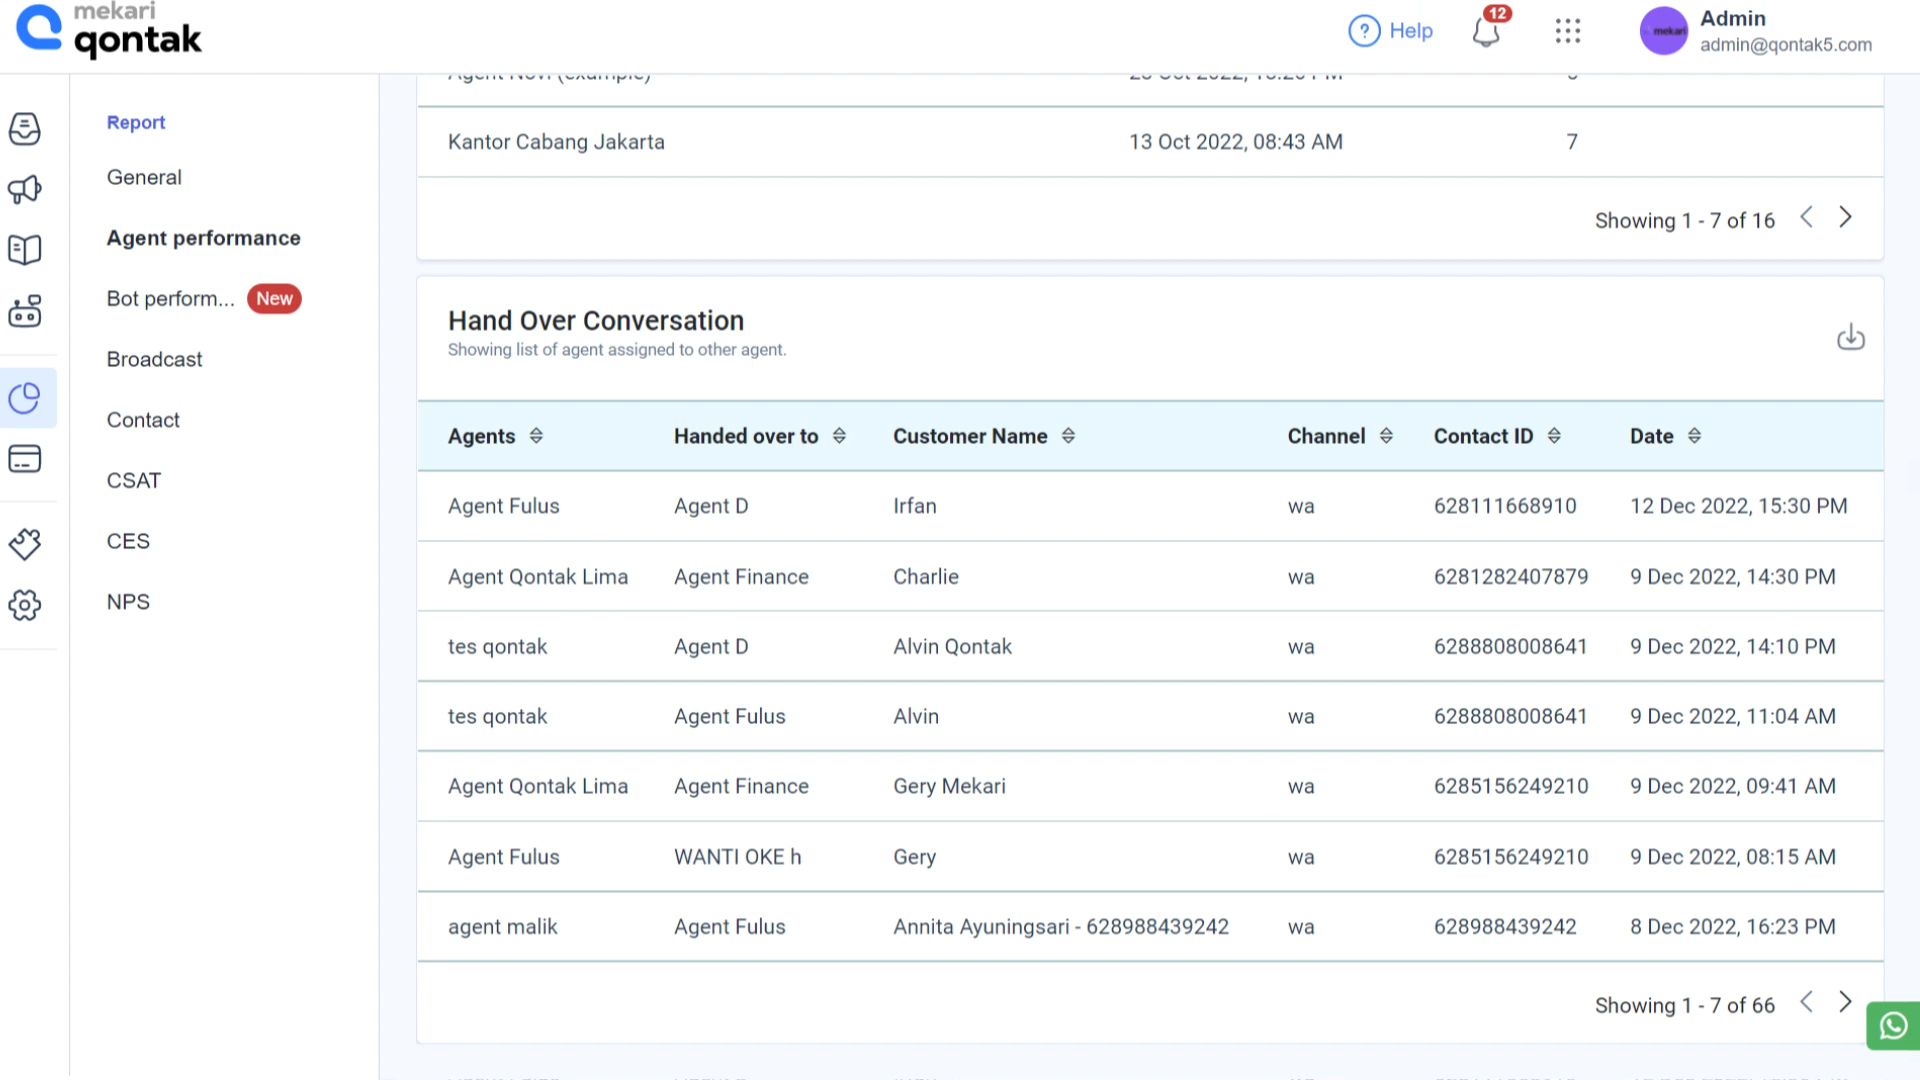 mekari
qontak
Help
12
mekari
Admin
admin@qontak5.com
Report
General
Agent performance
Bot perform... New
Broadcast
Contact
CSAT
CES
NPS
Agent Novi (example)
Kantor Cabang Jakarta 13 Oct 2022, 08:43 AM 7
Showing 1 - 7 of 16
Hand Over Conversation
Showing list of agent assigned to other agent.
Agents Handed over to Customer Name Channel Contact ID Date
Agent Fulus Agent D Irfan wa 628111668910 12 Dec 2022, 15:30 PM
Agent Qontak Lima Agent Finance Charlie wa 6281282407879 9 Dec 2022, 14:30 PM
tes qontak Agent D Alvin Qontak wa 6288808008641 9 Dec 2022, 14:10 PM
tes qontak Agent Fulus Alvin wa 6288808008641 9 Dec 2022, 11:04 AM
Agent Qontak Lima Agent Finance Gery Mekari wa 6285156249210 9 Dec 2022, 09:41 AM
Agent Fulus WANTI OKE h Gery wa 6285156249210 9 Dec 2022, 08:15 AM
agent malik Agent Fulus Annita Ayuningsari - 628988439242 wa 628988439242 8 Dec 2022, 16:23 PM
Showing 1 - 7 of 66